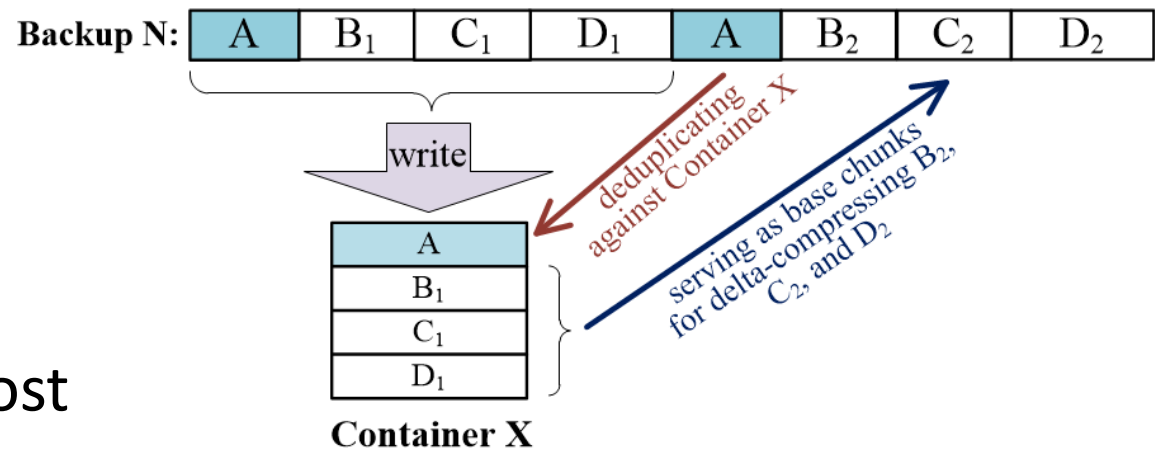 Backup N: A B₁ C₁ D₁ A B₂ C₂ D₂
write
deduplicating
against Container X
serving as base chunks
for delta-compressing B₂,
C₂, and D₂
A
B₁
C₁
D₁
ost
Container X